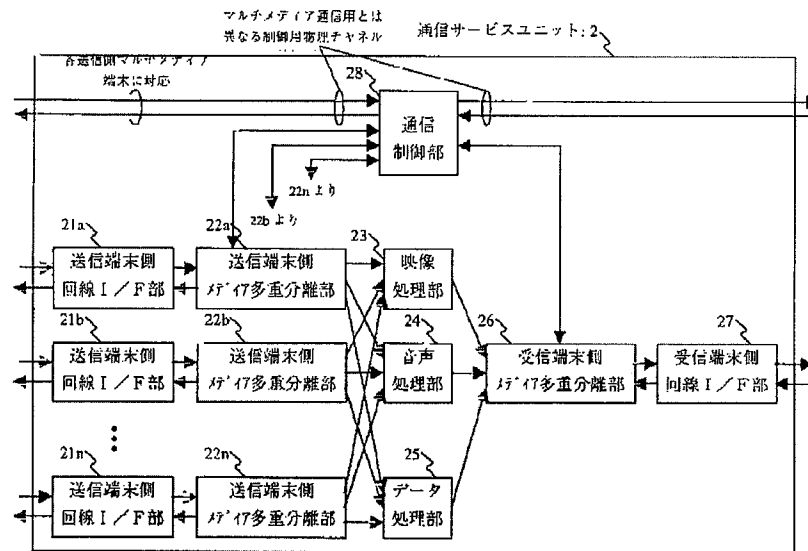 マルチメディア通信用とは
異なる制御用物理チャネル
通信サービスユニット:2
各送信側マルチメディア
端末に対応
28
通信
制御部
22nより
22bより
21a
送信端末側
回線I/F部
22a
送信端末側
メディア多重分離部
23
映像
処理部
21b
送信端末側
回線I/F部
22b
送信端末側
メディア多重分離部
24
音声
処理部
26
受信端末側
メディア多重分離部
27
受信端末側
回線I/F部
21n
送信端末側
回線I/F部
22n
送信端末側
メディア多重分離部
25
データ
処理部